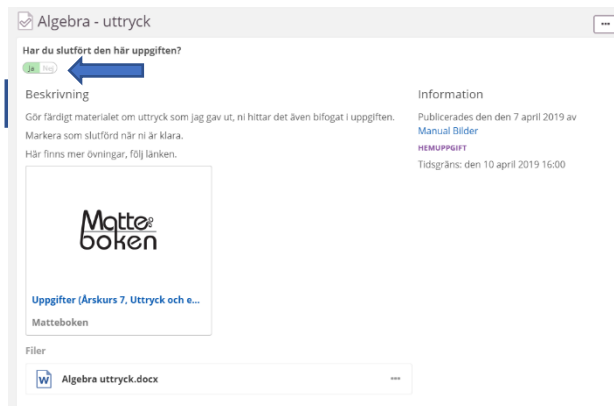 Algebra - uttryck
Har du slutfört den här uppgiften?
Ja Nej
Beskrivning
Gör färdigt materialet om uttryck som jag gav ut, ni hittar det även bifogat i uppgiften.
Markera som slutförd när ni är klara.
Här finns mer övningar, följ länken.
Matte
boken
Uppgifter (Årskurs 7, Uttryck och e...
Matteboken
Filer
W Algebra uttryck.docx
Information
Publicerades den den 7 april 2019 av
Manual Bilder
HEMUPPGIFT
Tidsgräns: den 10 april 2019 16:00